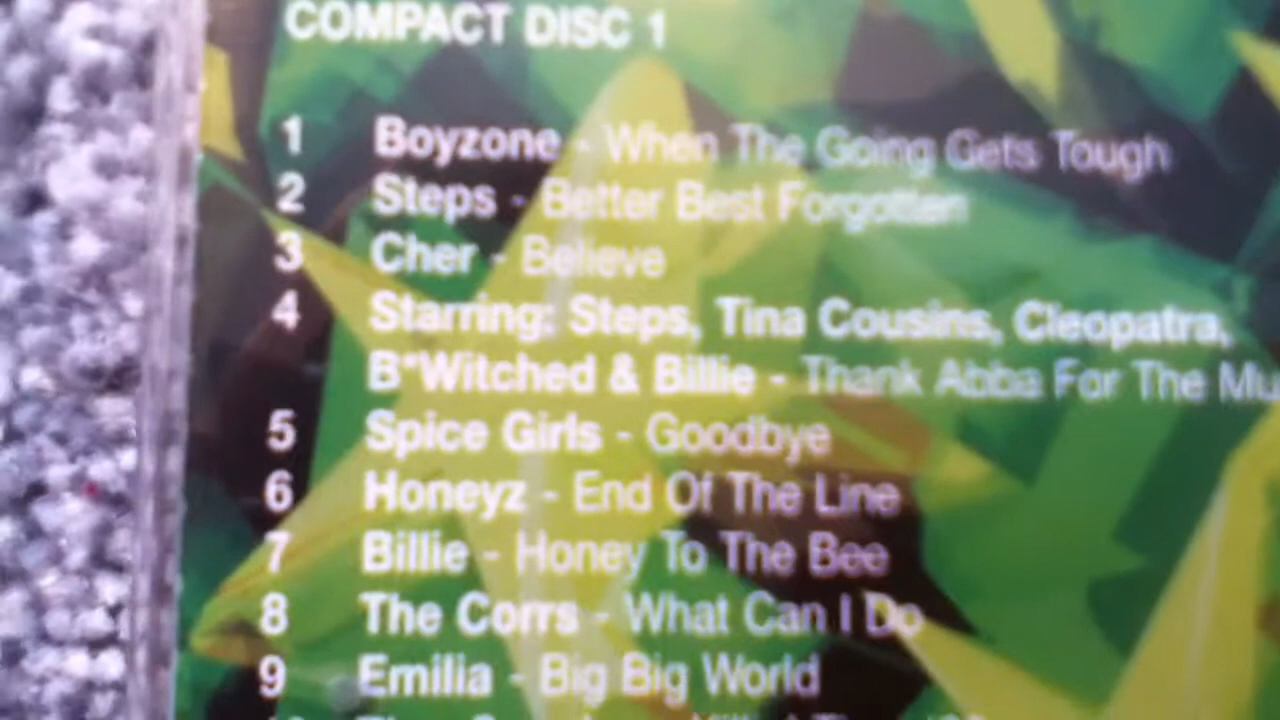 COMPACT DISC 1
1 Boyzone - When The Going Gets Tough
2 Steps - Better Best Forgotten
3 Cher - Believe
4 Starring: Steps, Tina Cousins, Cleopatra,
B*Witched & Billie - Thank Abba For The Mu
5 Spice Girls - Goodbye
6 Honeyz - End Of The Line
7 Billie - Honey To The Bee
8 The Corrs - What Can I Do
9 Emilia - Big Big World